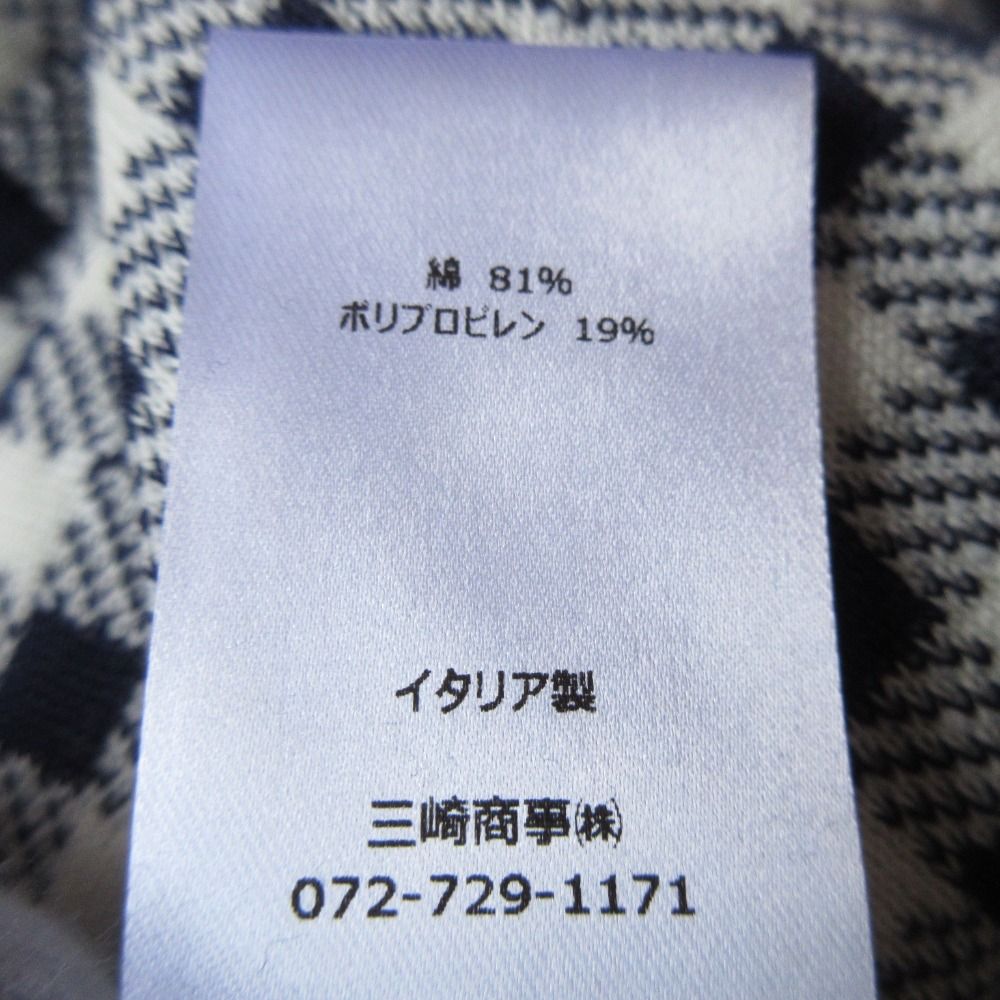 綿 81%
ポリプロピレン 19%
イタリア製
三崎商事㈱
072-729-1171